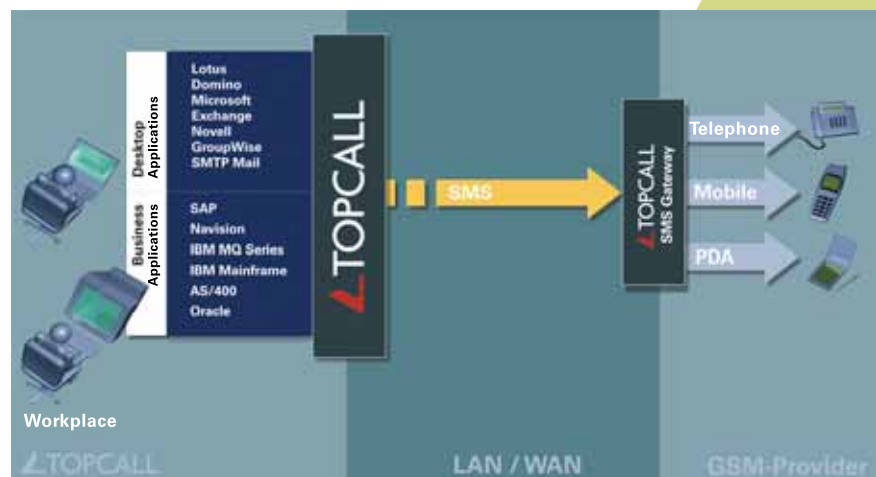 Desktop
Applications
Lotus
Domino
Microsoft
Exchange
Novell
GroupWise
SMTP Mail
Business
Applications
SAP
Navision
IBM MQ Series
IBM Mainframe
AS/400
Oracle
TOPCALL
SMS
TOPCALL
SMS Gateway
Telephone
Mobile
PDA
Workplace
TOPCALL
LAN / WAN
GSM-Provider